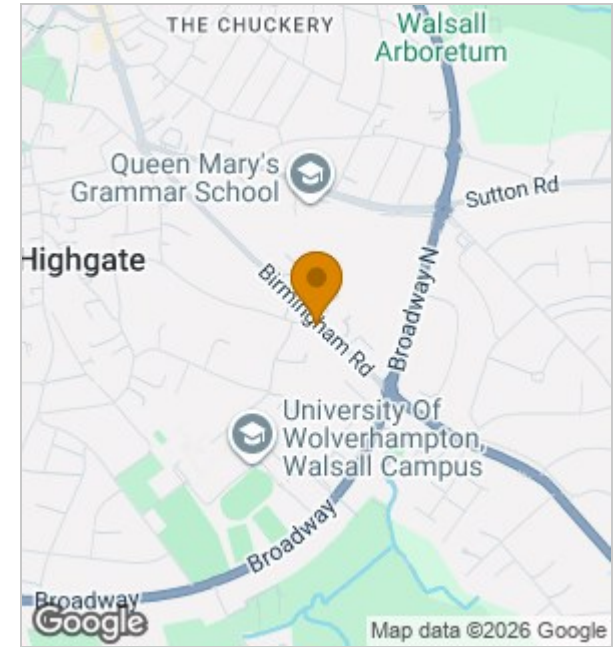 THE CHUCKERY
Walsall
Arboretum
Queen Mary's
Grammar School
Sutton Rd
Highgate
Birmingham Rd
Broadway N
University Of
Wolverhampton,
Walsall Campus
Broadway
Broadway
Google
Map data ©2026 Google